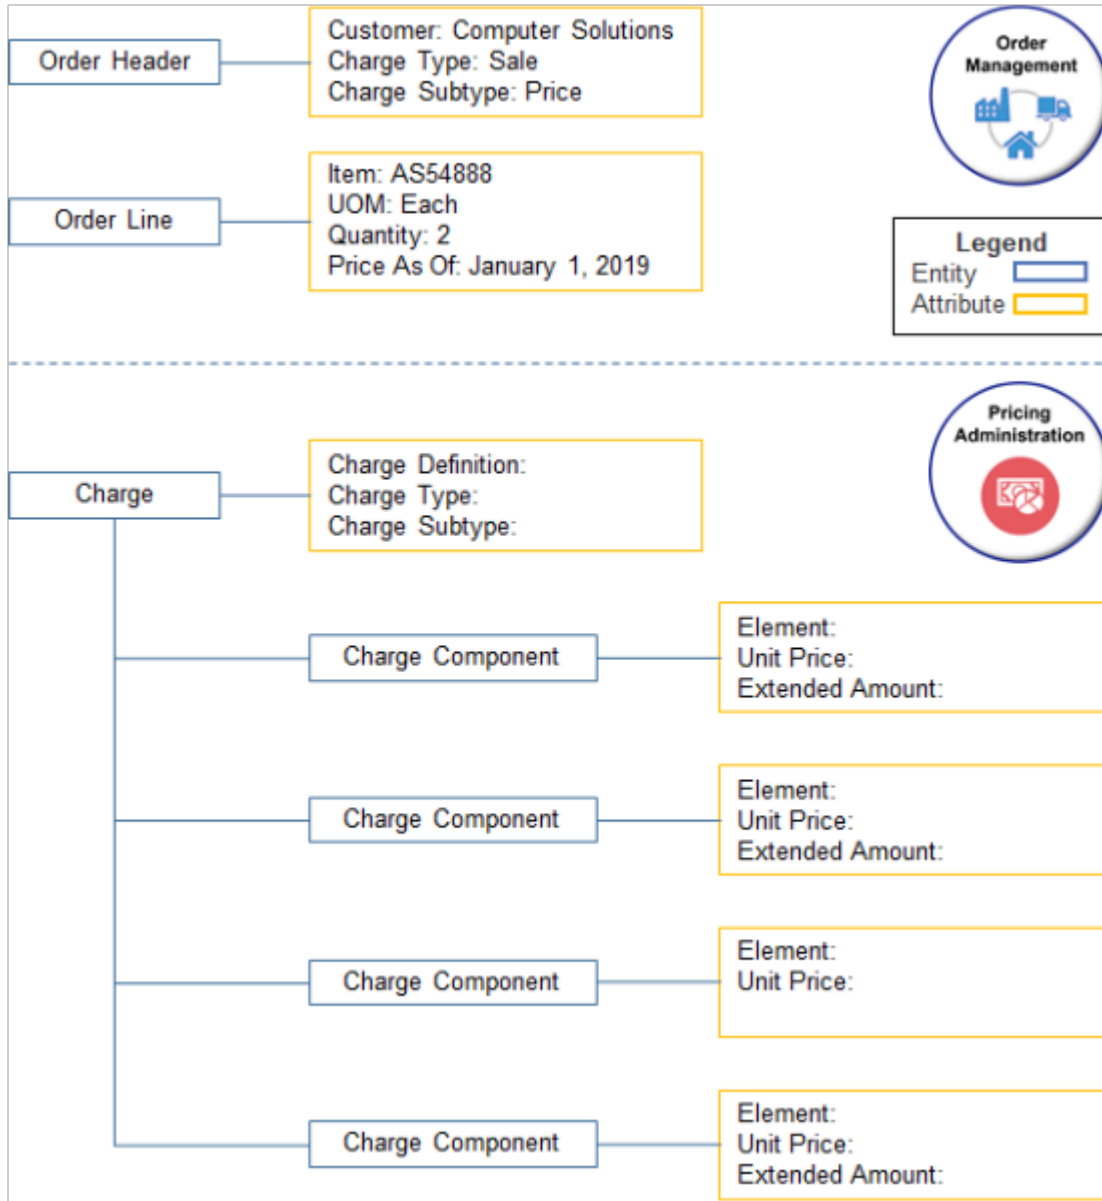 Order Header
Customer: Computer Solutions
Charge Type: Sale
Charge Subtype: Price
Order
Management
Order Line
Item: AS54888
UOM: Each
Quantity: 2
Price As Of: January 1, 2019
Legend
Entity
Attribute
Pricing
Administration
Charge
Charge Definition:
Charge Type:
Charge Subtype:
Charge Component
Element:
Unit Price:
Extended Amount:
Charge Component
Element:
Unit Price:
Extended Amount:
Charge Component
Element:
Unit Price:
Charge Component
Element:
Unit Price:
Extended Amount: